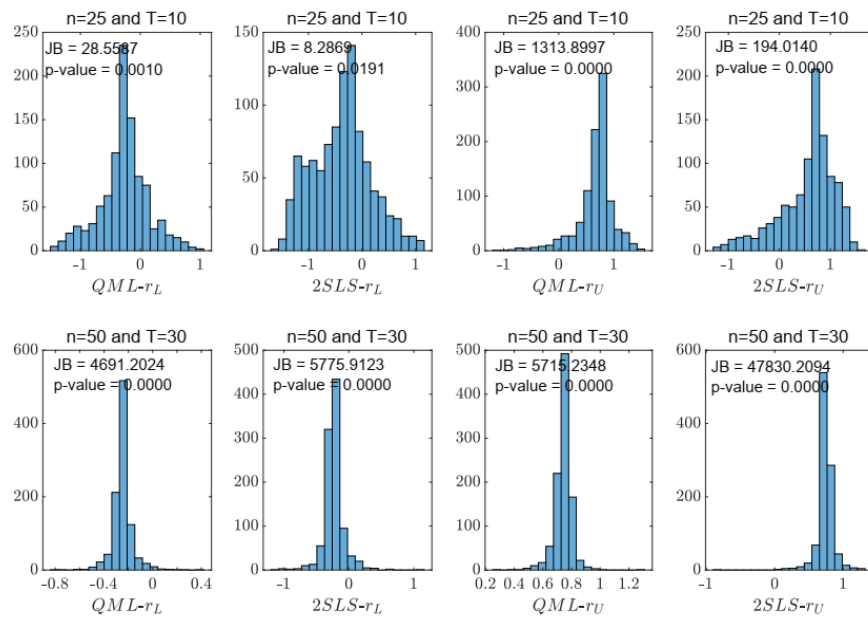 n=25 and T=10
JB = 28.5587
p-value = 0.0010
250
200
150
100
50
0
-1
0
1
QML-r_L
n=25 and T=10
JB = 8.2869
p-value = 0.0191
150
100
50
0
-1
0
1
2SLS-r_L
n=25 and T=10
JB = 1313.8997
p-value = 0.0000
400
300
200
100
0
-1
0
1
QML-r_U
n=25 and T=10
JB = 194.0140
p-value = 0.0000
250
200
150
100
50
0
-1
0
1
2SLS-r_U
n=50 and T=30
JB = 4691.2024
p-value = 0.0000
600
400
200
0
-0.8
-0.4
0
0.4
QML-r_L
n=50 and T=30
JB = 5775.9123
p-value = 0.0000
500
400
300
200
100
0
-1
0
1
2SLS-r_L
n=50 and T=30
JB = 5715.2348
p-value = 0.0000
500
400
300
200
100
0
0.2
0.4
0.6
0.8
1
1.2
QML-r_U
n=50 and T=30
JB = 47830.2094
p-value = 0.0000
600
400
200
0
-1
0
1
2SLS-r_U